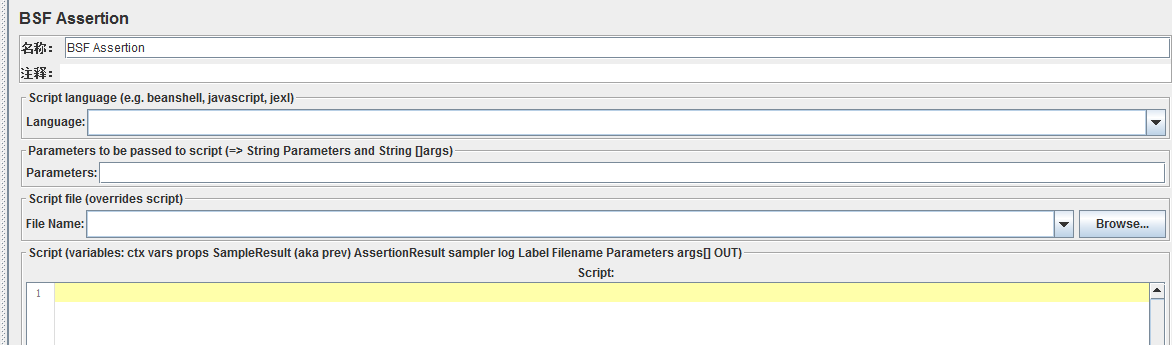 BSF Assertion
名称： BSF Assertion
注释：
Script language (e.g. beanshell, javascript, jexl)
Language:
Parameters to be passed to script (=> String Parameters and String []args)
Parameters:
Script file (overrides script)
File Name: Browse...
Script (variables: ctx vars props SampleResult (aka prev) AssertionResult sampler log Label Filename Parameters args[] OUT)
Script:
1